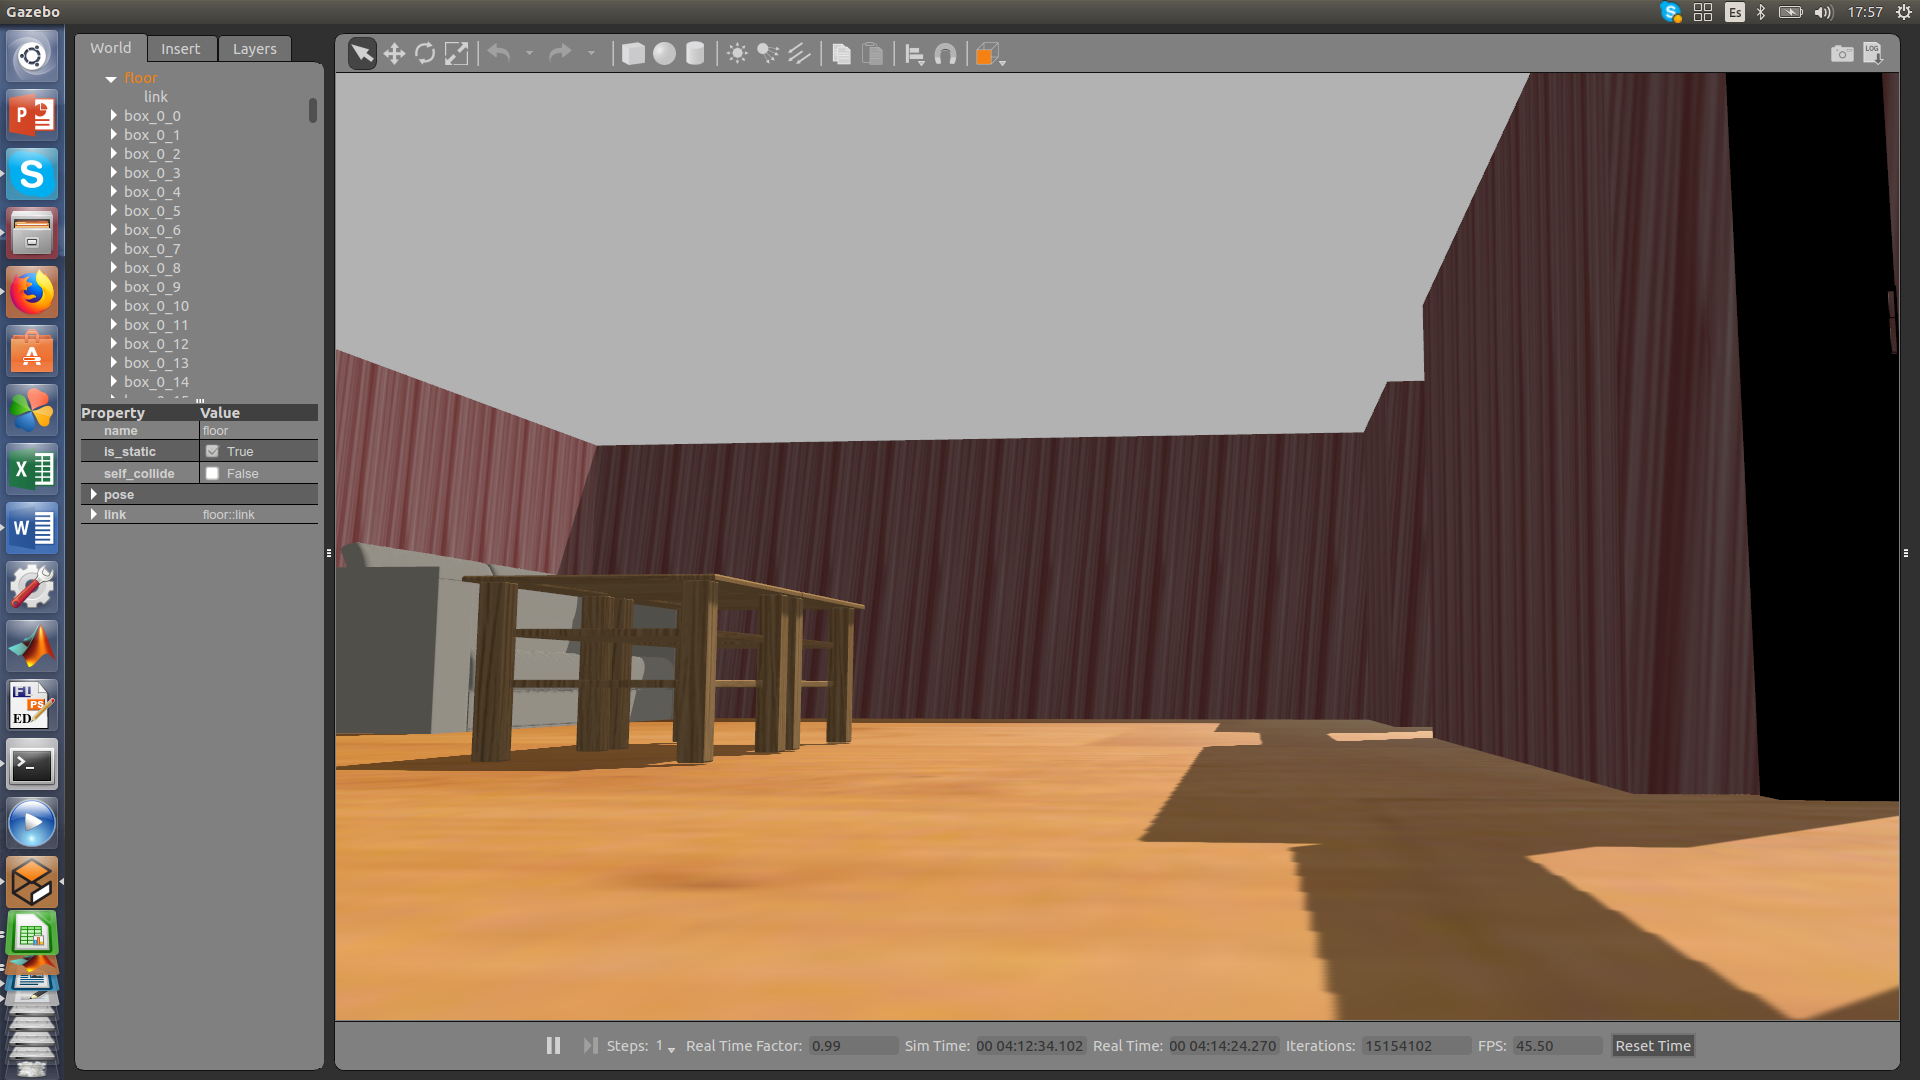 Gazebo
Es
17:57
World
Insert
Layers
LOG
floor
link
box_0_0
box_0_1
box_0_2
box_0_3
box_0_4
box_0_5
box_0_6
box_0_7
box_0_8
box_0_9
box_0_10
box_0_11
box_0_12
box_0_13
box_0_14
Property Value
name floor
is_static True
self_collide False
pose
link floor::link
Steps: 1
Real Time Factor: 0.99
Sim Time: 00 04:12:34.102
Real Time: 00 04:14:24.270
Iterations: 15154102
FPS: 45.50
Reset Time